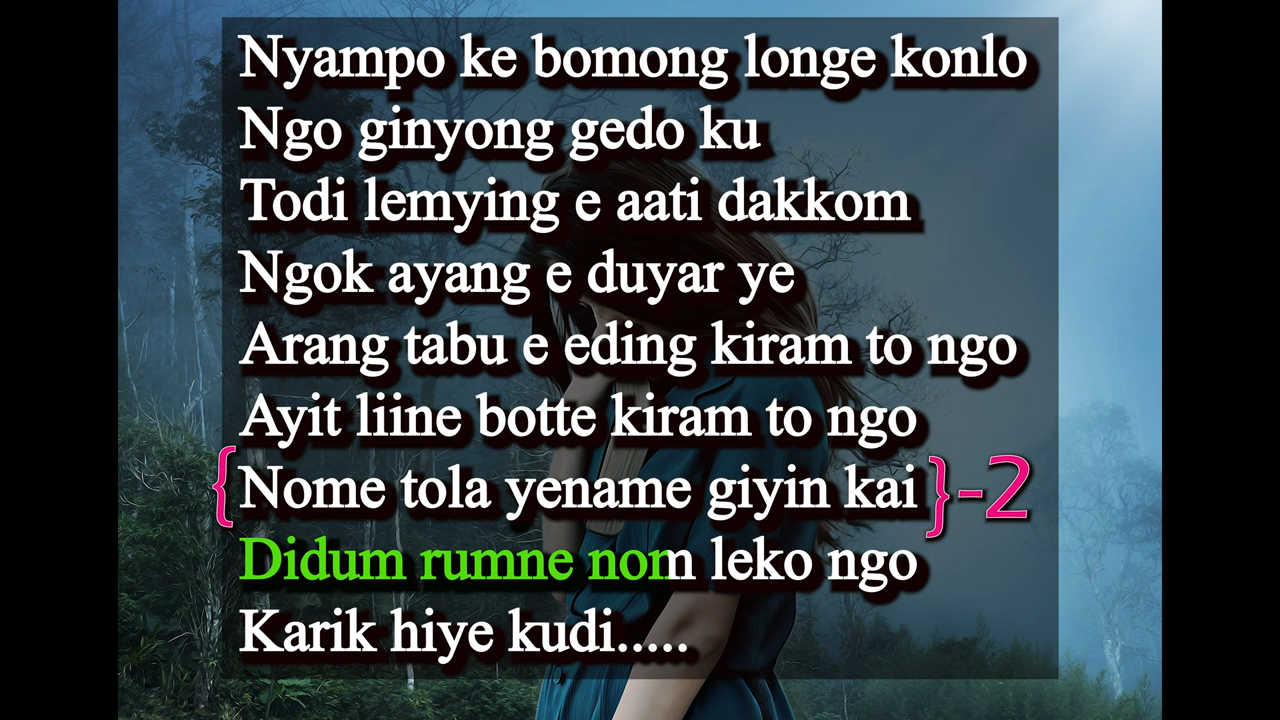 Nyampo ke bomong longe konlo
Ngo ginyong gedo ku
Todi lemying e aati dakkom
Ngok ayang e duyar ye
Arang tabu e eding kiram to ngo
Ayit liine botte kiram to ngo
{Nome tola yename giyin kai}-2
Didum rumne nom leko ngo
Karik hiye kudi.....